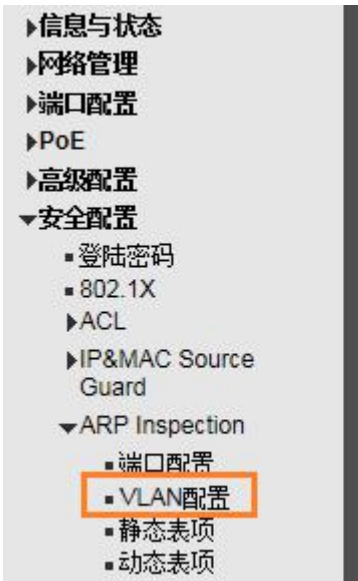 信息与状态
网络管理
端口配置
PoE
高级配置
安全配置
登陆密码
802.1X
ACL
IP&MAC Source
Guard
ARP Inspection
端口配置
VLAN配置
静态表项
动态表项